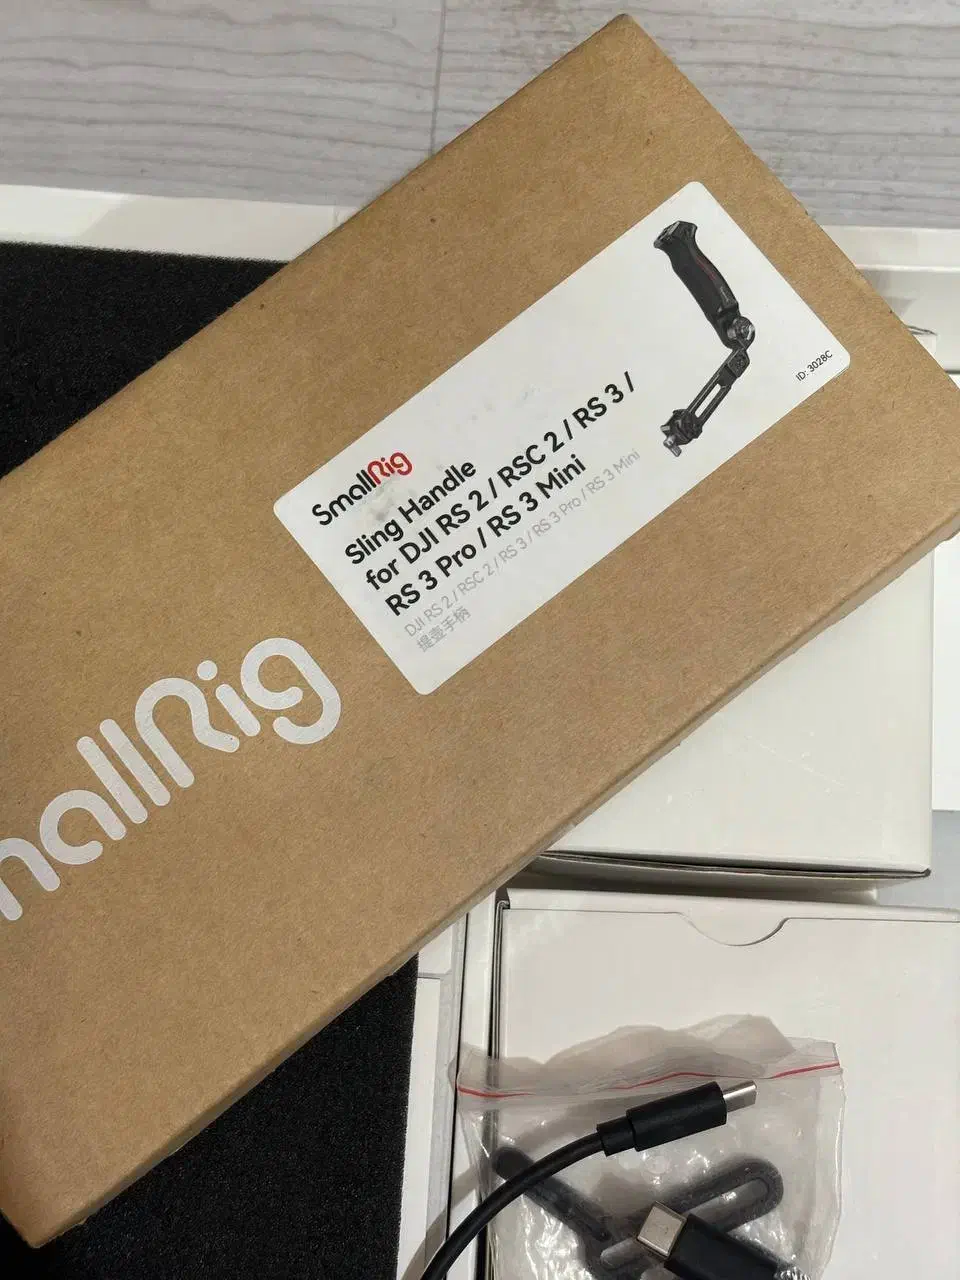 SmallRig
Sling Handle
for DJI RS 2 / RSC 2 / RS 3 /
RS 3 Pro / RS 3 Mini
DJI RS 2 / RSC 2 / RS 3 / RS 3 Pro / RS 3 Mini
提壶手柄
ID: 3028C
mallRig